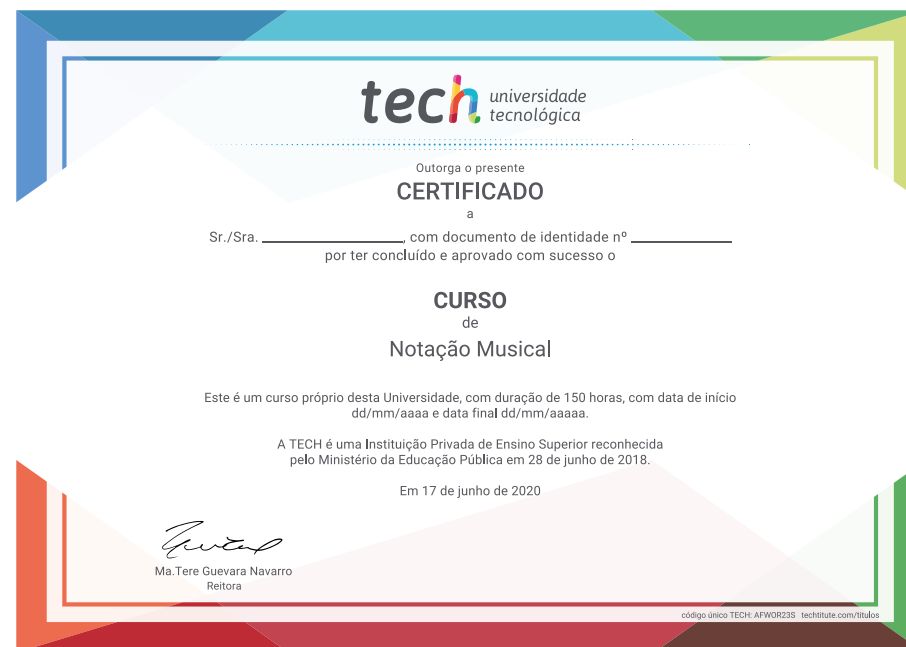 tech universidade
tecnológica
Outorga o presente
CERTIFICADO
a
Sr./Sra. ____________________, com documento de identidade nº ______________
por ter concluído e aprovado com sucesso o
CURSO
de
Notação Musical
Este é um curso próprio desta Universidade, com duração de 150 horas, com data de início
dd/mm/aaaa e data final dd/mm/aaaaa.
A TECH é uma Instituição Privada de Ensino Superior reconhecida
pelo Ministério da Educação Pública em 28 de junho de 2018.
Em 17 de junho de 2020
Ma.Tere Guevara Navarro
Reitora
código único TECH: AFWOR23S techtitute.com/títulos